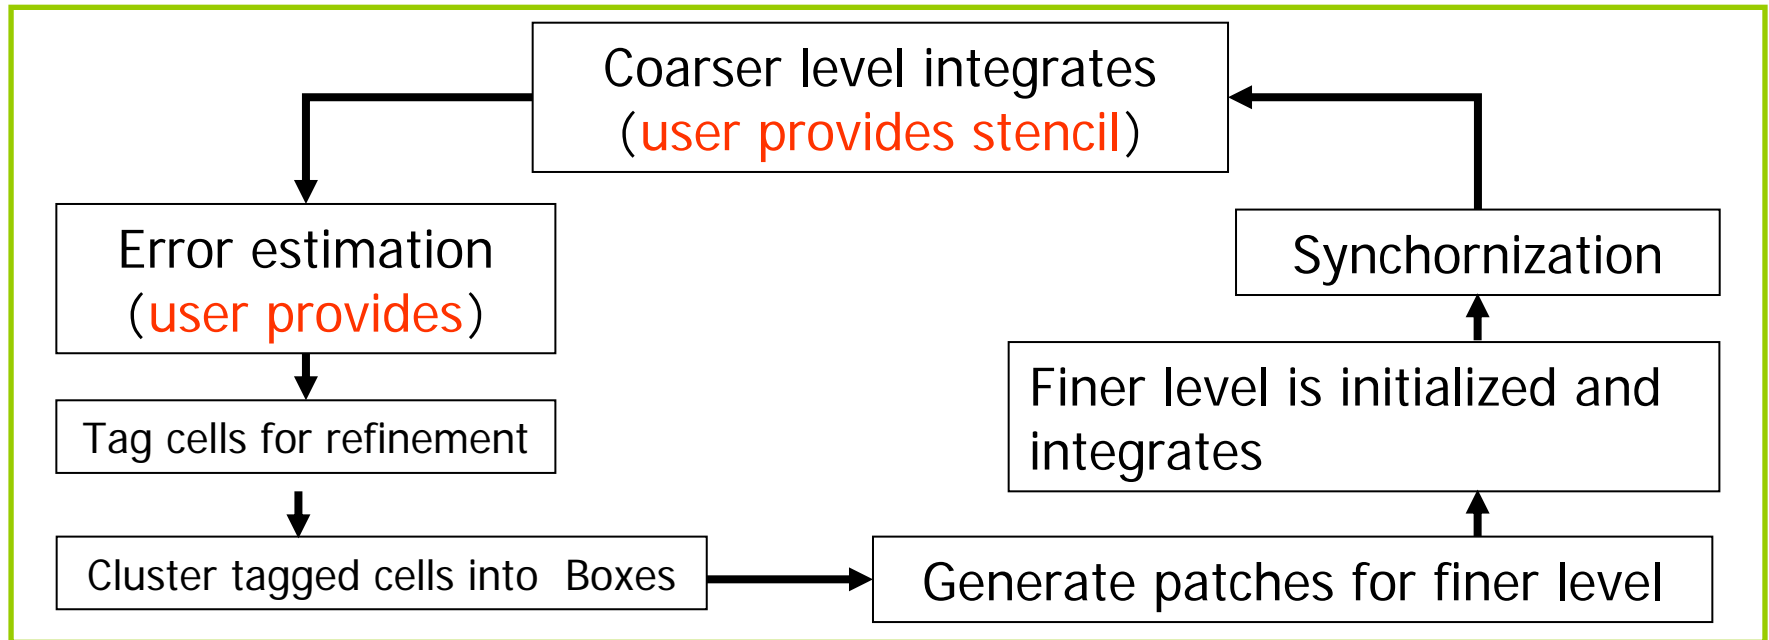 Coarser level integrates
(user provides stencil)
Error estimation
(user provides)
Tag cells for refinement
Cluster tagged cells into Boxes
Generate patches for finer level
Finer level is initialized and
integrates
Synchornization